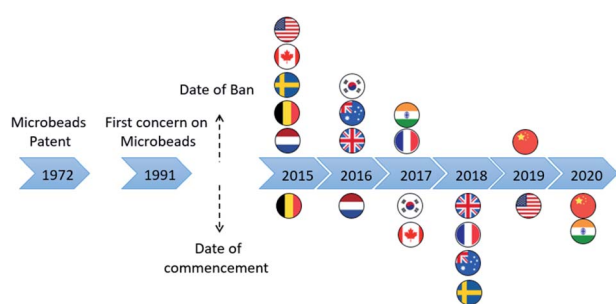 Date of Ban
Microbeads
Patent
First concern on
Microbeads
1972
1991
2015
2016
2017
2018
2019
2020
Date of
commencement